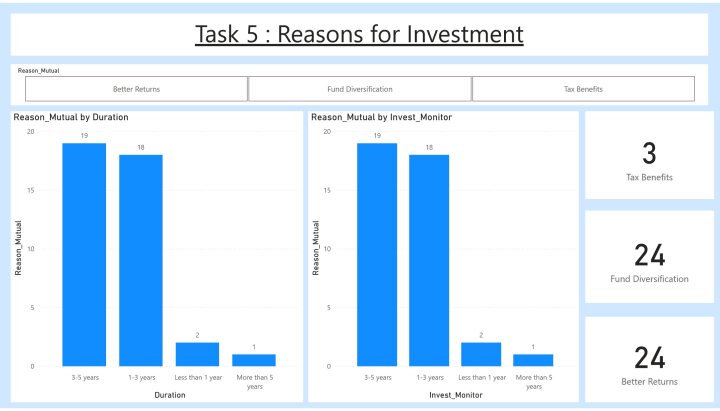 Task 5 : Reasons for Investment
Reason_Mutual
Better Returns
Fund Diversification
Tax Benefits
Reason_Mutual by Duration
20
15
10
5
0
Reason_Mutual
19
18
2
1
3-5 years
1-3 years
Less than 1 year
More than 5
years
Duration
Reason_Mutual by Invest_Monitor
20
15
10
5
0
Reason_Mutual
19
18
2
1
3-5 years
1-3 years
Less than 1 year
More than 5
years
Invest_Monitor
3
Tax Benefits
24
Fund Diversification
24
Better Returns